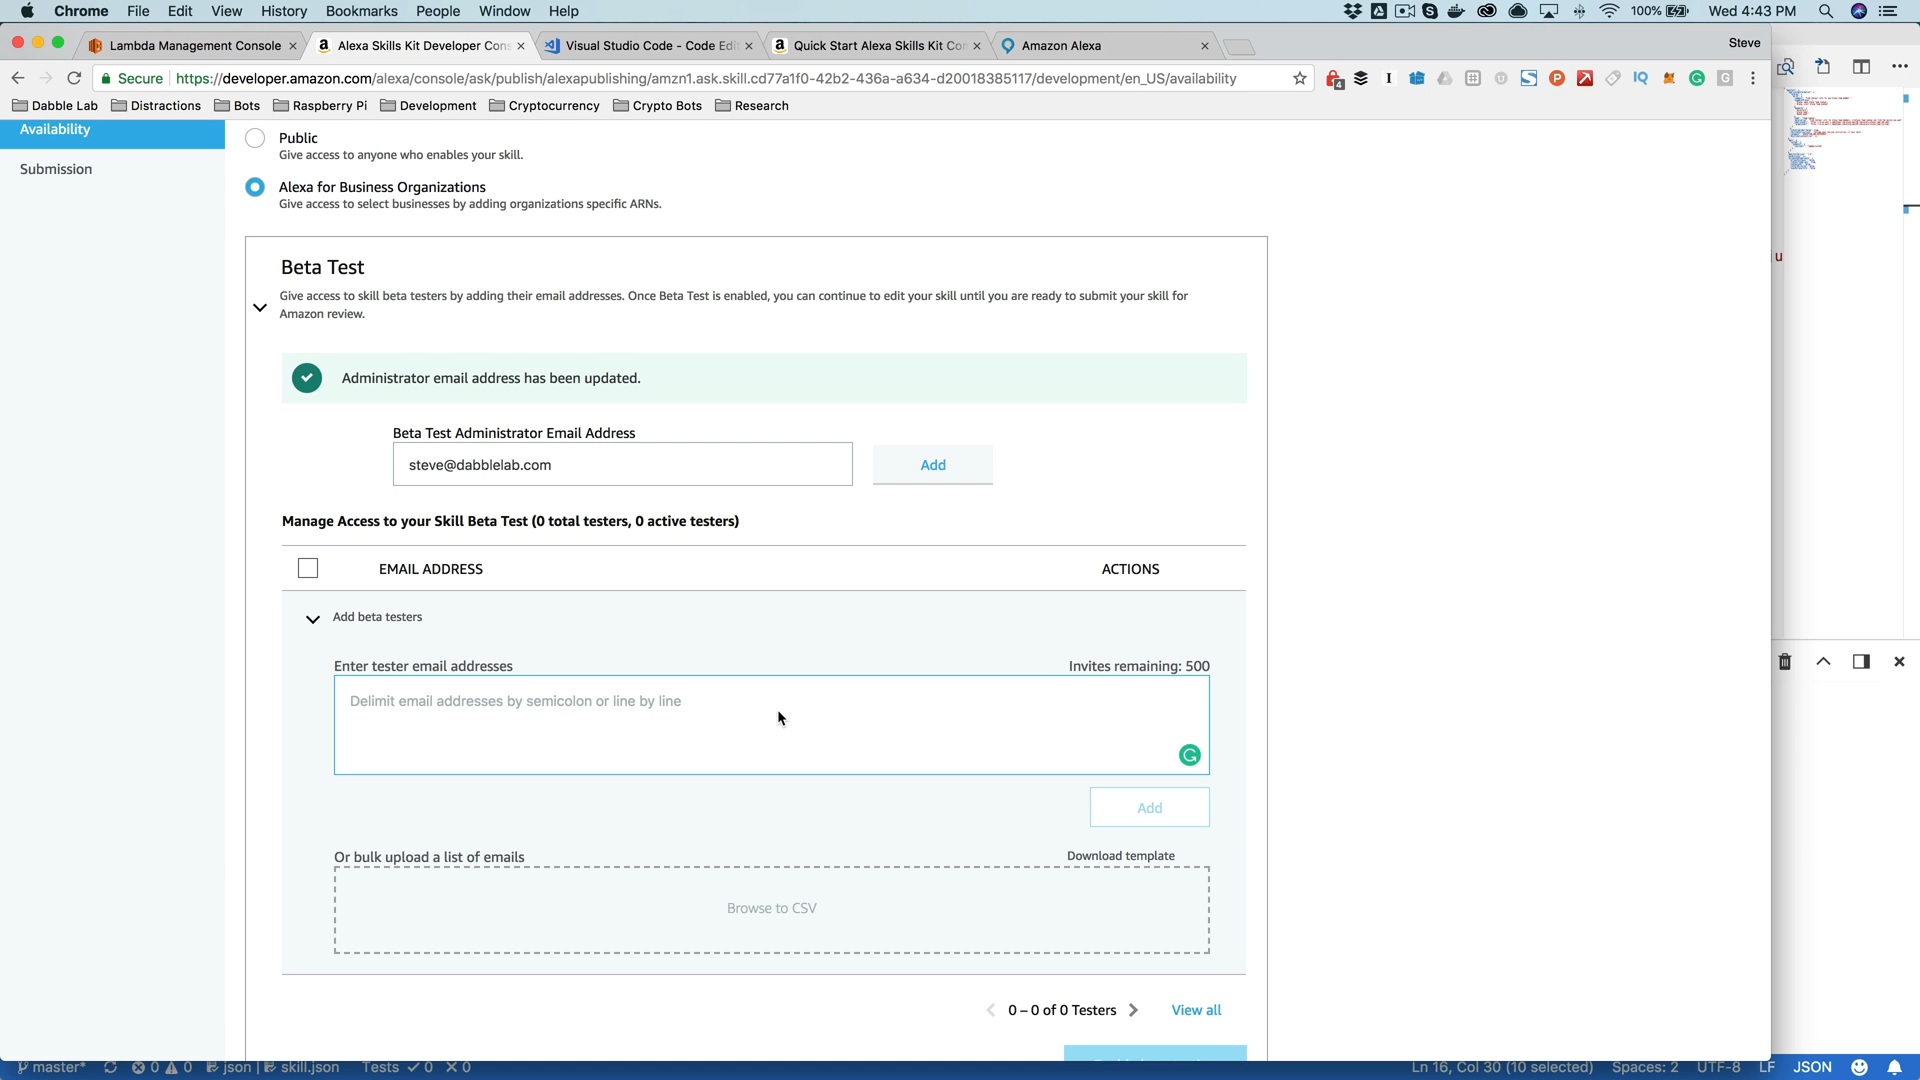 Chrome File Edit View History Bookmarks People Window Help
100% Wed 4:43 PM
Lambda Management Console
Alexa Skills Kit Developer Cons
Visual Studio Code - Code Edit
Quick Start Alexa Skills Kit Con
Amazon Alexa
Steve
Secure https://developer.amazon.com/alexa/console/ask/publish/alexapublishing/amzn1.ask.skill.cd77a1f0-42b2-436a-a634-d20018385117/development/en_US/availability
Dabble Lab Distractions Bots Raspberry Pi Development Cryptocurrency Crypto Bots Research
Availability
Submission
Public
Give access to anyone who enables your skill.
Alexa for Business Organizations
Give access to select businesses by adding organizations specific ARNs.
Beta Test
Give access to skill beta testers by adding their email addresses. Once Beta Test is enabled, you can continue to edit your skill until you are ready to submit your skill for
Amazon review.
Administrator email address has been updated.
Beta Test Administrator Email Address
steve@dabblelab.com Add
Manage Access to your Skill Beta Test (0 total testers, 0 active testers)
EMAIL ADDRESS ACTIONS
Add beta testers
Enter tester email addresses Invites remaining: 500
Delimit email addresses by semicolon or line by line
Add
Or bulk upload a list of emails Download template
Browse to CSV
0 – 0 of 0 Testers View all
u
master* 0 0 json | skill.json Tests ✓ 0 ✕ 0 Ln 16, Col 30 (10 selected) Spaces: 2 UTF-8 LF JSON